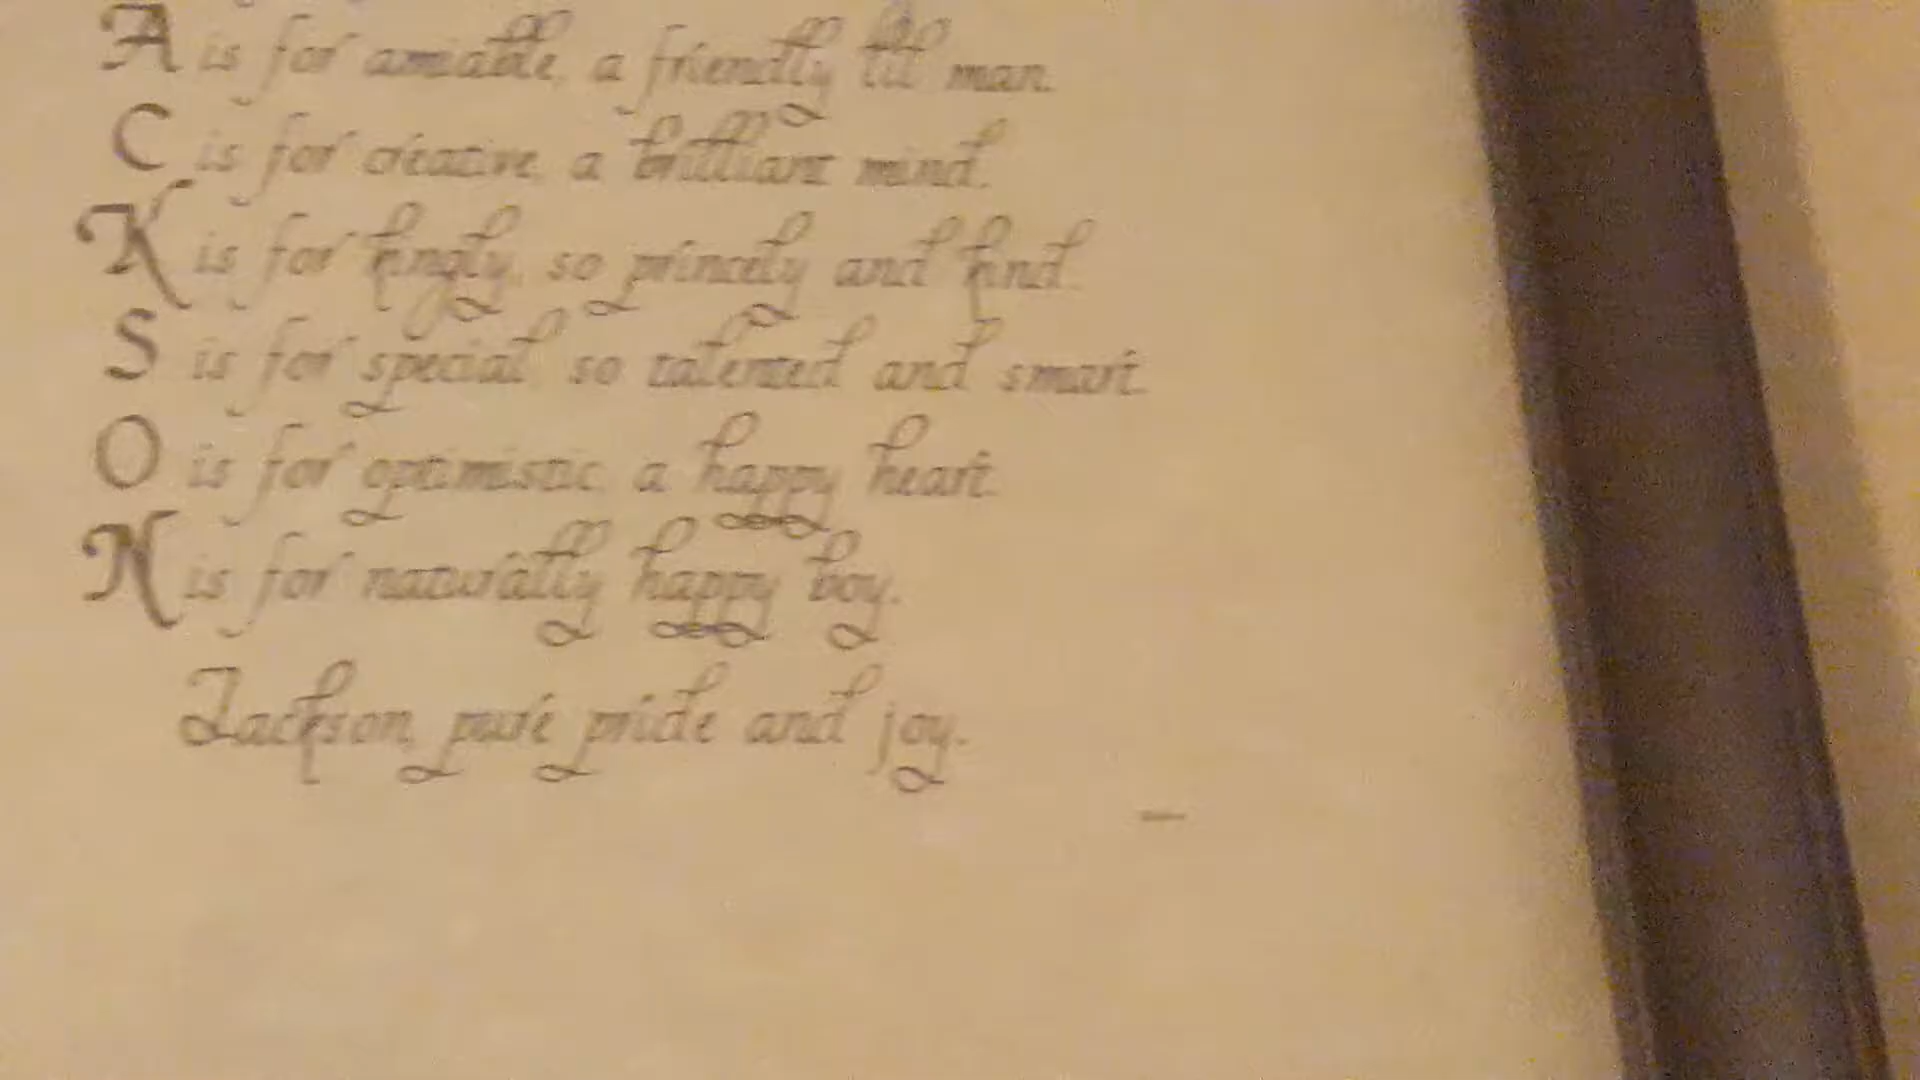 A is for amiable, a friendly lil man.
C is for creative, a brilliant mind.
K is for kingly, so princely and kind.
S is for special, so talented and smart.
O is for optimistic, a happy heart.
N is for naturally happy boy.
Jackson, pure pride and joy.